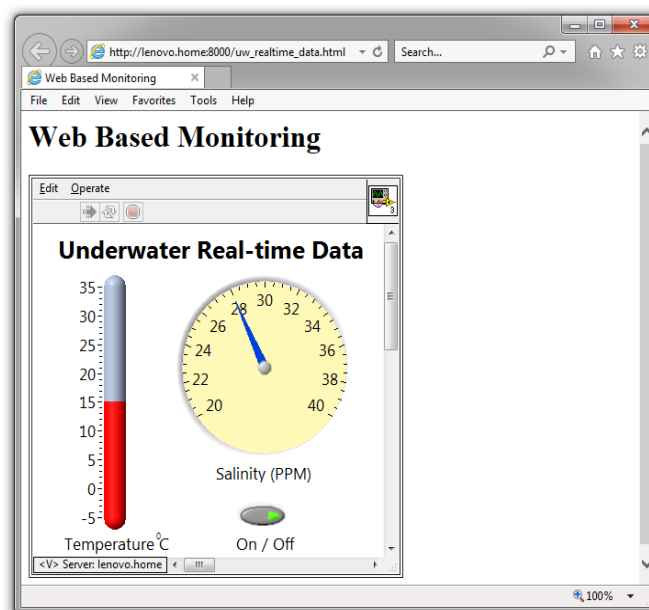 http://lenovo.home:8000/uw_realtime_data.html
Search...
Web Based Monitoring
File Edit View Favorites Tools Help
Web Based Monitoring
Edit Operate
3
Underwater Real-time Data
35
30
25
20
15
10
5
0
-5
Temperature 0C
20
22
24
26
28
30
32
34
36
38
40
Salinity (PPM)
On / Off
<V> Server: lenovo.home
100%